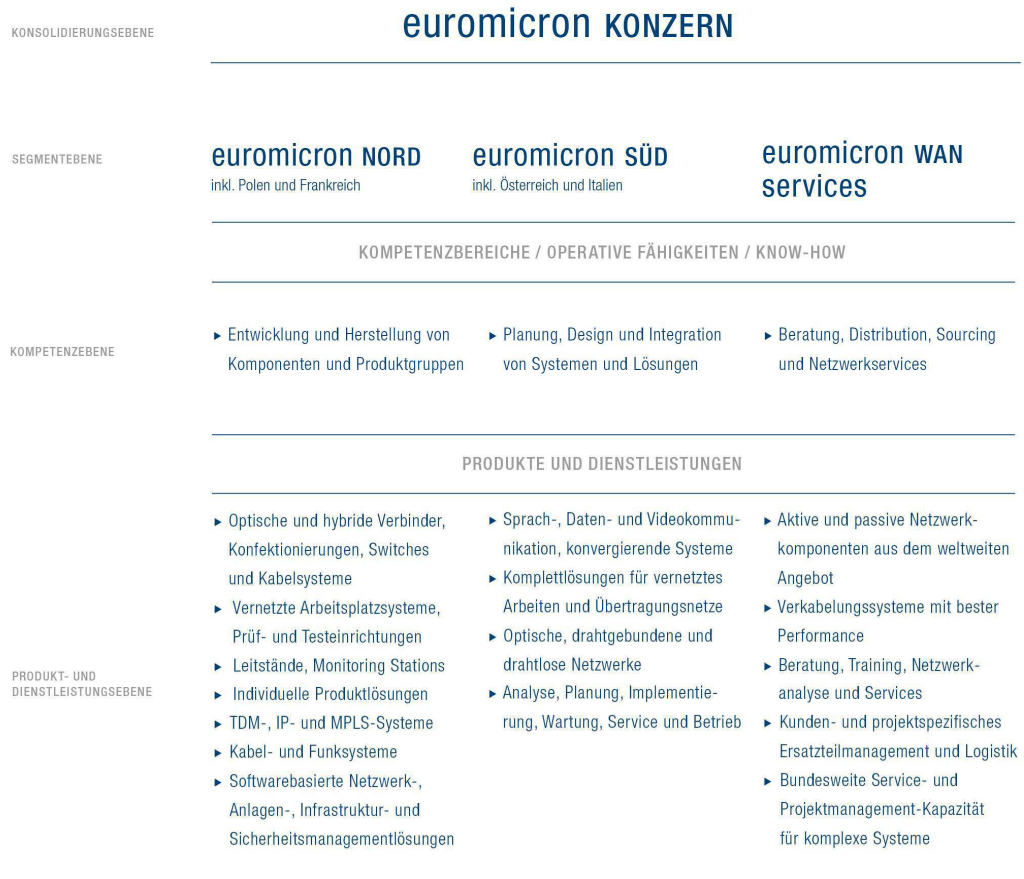 KONSOLIDIERUNGSEBENE
euromicron KONZERN
SEGMENTEBENE
euromicron NORD
inkl. Polen und Frankreich
euromicron SÜD
inkl. Österreich und Italien
euromicron WAN
services
KOMPETENZBEREICHE / OPERATIVE FÄHIGKEITEN / KNOW-HOW
KOMPETENZEBENE
▸ Entwicklung und Herstellung von
Komponenten und Produktgruppen
▸ Planung, Design und Integration
von Systemen und Lösungen
▸ Beratung, Distribution, Sourcing
und Netzwerkservices
PRODUKTE UND DIENSTLEISTUNGEN
PRODUKT- UND
DIENSTLEISTUNGSEBENE
▸ Optische und hybride Verbinder,
Konfektionierungen, Switches
und Kabelsysteme
▸ Vernetzte Arbeitsplatzsysteme,
Prüf- und Testeinrichtungen
▸ Leitstände, Monitoring Stations
▸ Individuelle Produktlösungen
▸ TDM-, IP- und MPLS-Systeme
▸ Kabel- und Funksysteme
▸ Softwarebasierte Netzwerk-,
Anlagen-, Infrastruktur- und
Sicherheitsmanagementlösungen
▸ Sprach-, Daten- und Videokommu-
nikation, konvergierende Systeme
▸ Komplettlösungen für vernetztes
Arbeiten und Übertragungsnetze
▸ Optische, drahtgebundene und
drahtlose Netzwerke
▸ Analyse, Planung, Implementie-
rung, Wartung, Service und Betrieb
▸ Aktive und passive Netzwerk-
komponenten aus dem weltweiten
Angebot
▸ Verkabelungssysteme mit bester
Performance
▸ Beratung, Training, Netzwerk-
analyse und Services
▸ Kunden- und projektspezifisches
Ersatzteilmanagement und Logistik
▸ Bundesweite Service- und
Projektmanagement-Kapazität
für komplexe Systeme